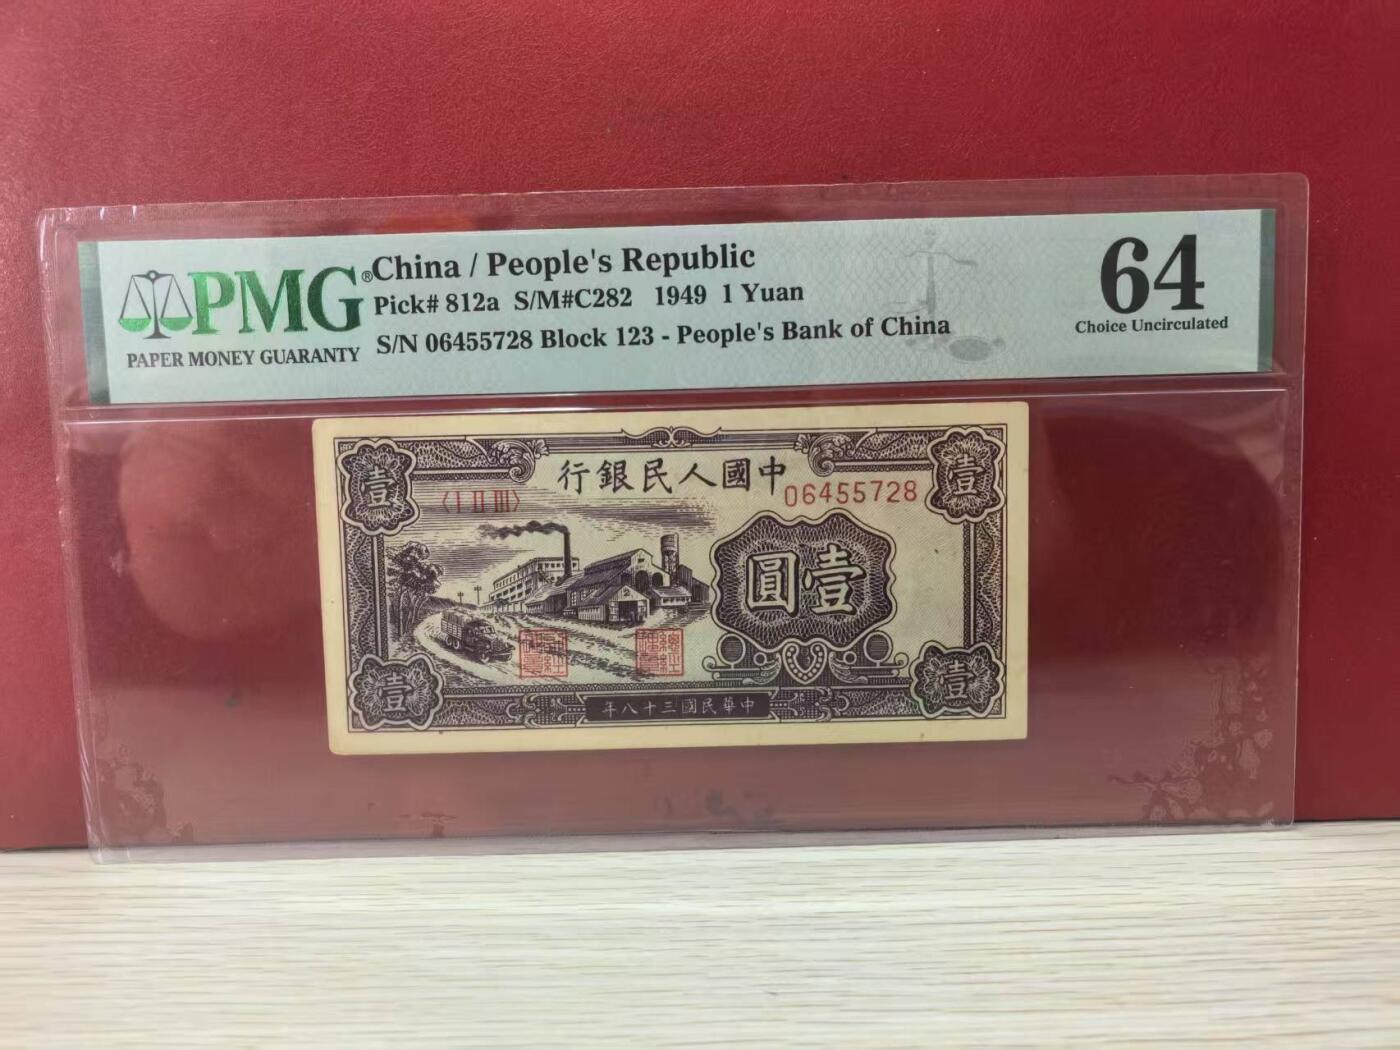 PMG®
PAPER MONEY GUARANTY
China / People's Republic
Pick# 812a S/M#C282 1949 1 Yuan
S/N 06455728 Block 123 - People's Bank of China
64
Choice Uncirculated
行銀民人國中
〈I II III〉
06455728
壹
壹
圓壹
壹
壹
年八十三國民華中